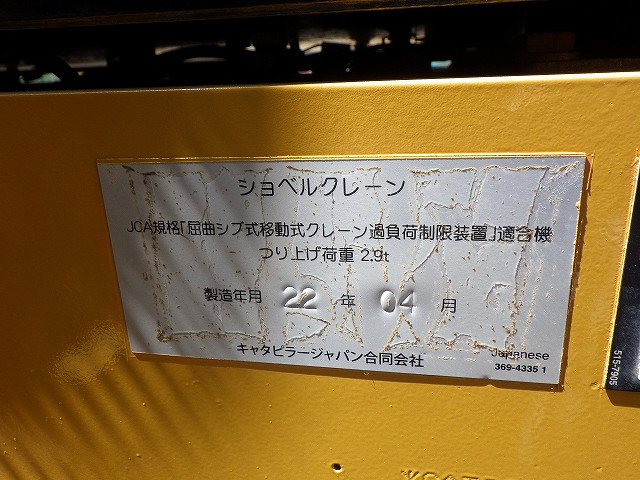 ショベルクレーン
JCA規格「屈曲ジブ式移動式クレーン過負荷制限装置」適合機
つり上げ荷重 2.9t
製造年月 22 年 04 月
キャタピラージャパン合同会社
Japanese
369-4335 1
515-7905